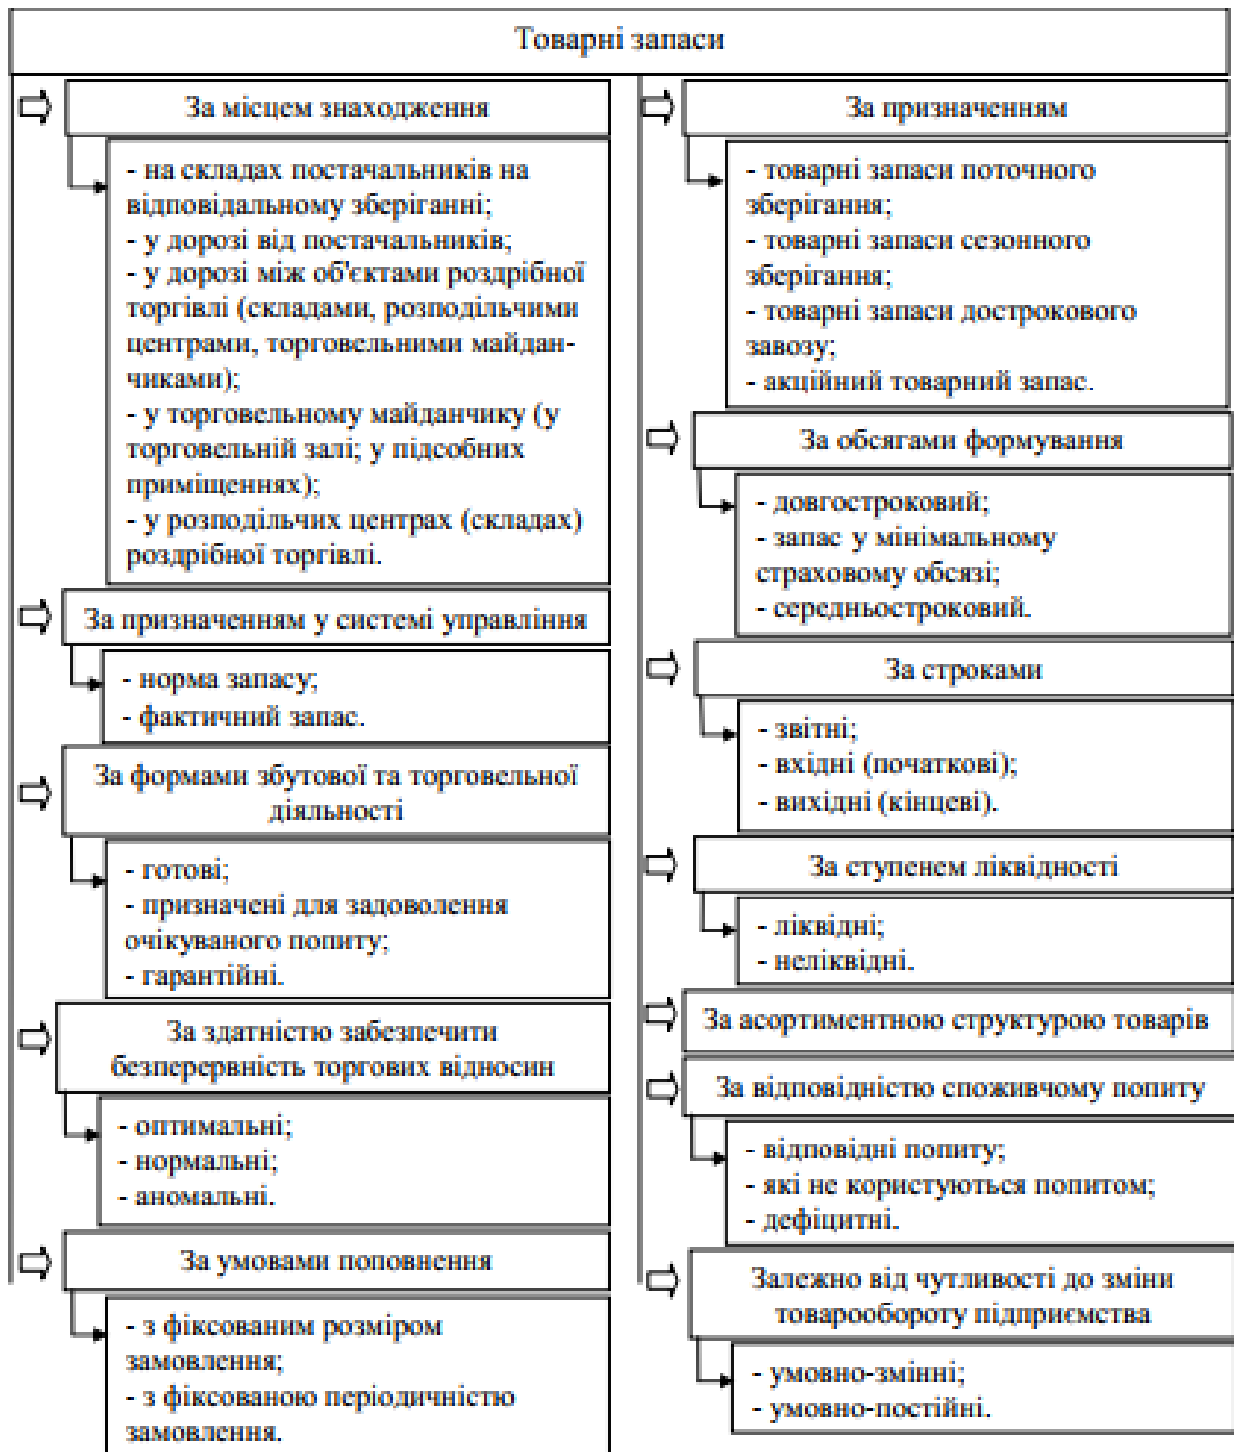 Товарні запаси
За місцем знаходження
- на складах постачальників на
відповідальному зберіганні;
- у дорозі від постачальників;
- у дорозі між об'єктами роздрібної
торгівлі (складами, розподільчими
центрами, торговельними майдан-
чиками);
- у торговельному майданчику (у
торговельній залі; у підсобних
приміщеннях);
- у розподільчих центрах (складах)
роздрібної торгівлі.
За призначенням у системі управління
- норма запасу;
- фактичний запас.
За формами збутової та торговельної
діяльності
- готові;
- призначені для задоволення
очікуваного попиту;
- гарантійні.
За здатністю забезпечити
безперервність торгових відносин
- оптимальні;
- нормальні;
- аномальні.
За умовами поповнення
- з фіксованим розміром
замовлення;
- з фіксованою періодичністю
замовлення.
За призначенням
- товарні запаси поточного
зберігання;
- товарні запаси сезонного
зберігання;
- товарні запаси дострокового
завозу;
- акційний товарний запас.
За обсягами формування
- довгостроковий;
- запас у мінімальному
страховому обсязі;
- середньостроковий.
За строками
- звітні;
- вхідні (початкові);
- вихідні (кінцеві).
За ступенем ліквідності
- ліквідні;
- неліквідні.
За асортиментною структурою товарів
За відповідністю споживчому попиту
- відповідні попиту;
- які не користуються попитом;
- дефіцитні.
Залежно від чутливості до зміни
товарообороту підприємства
- умовно-змінні;
- умовно-постійні.